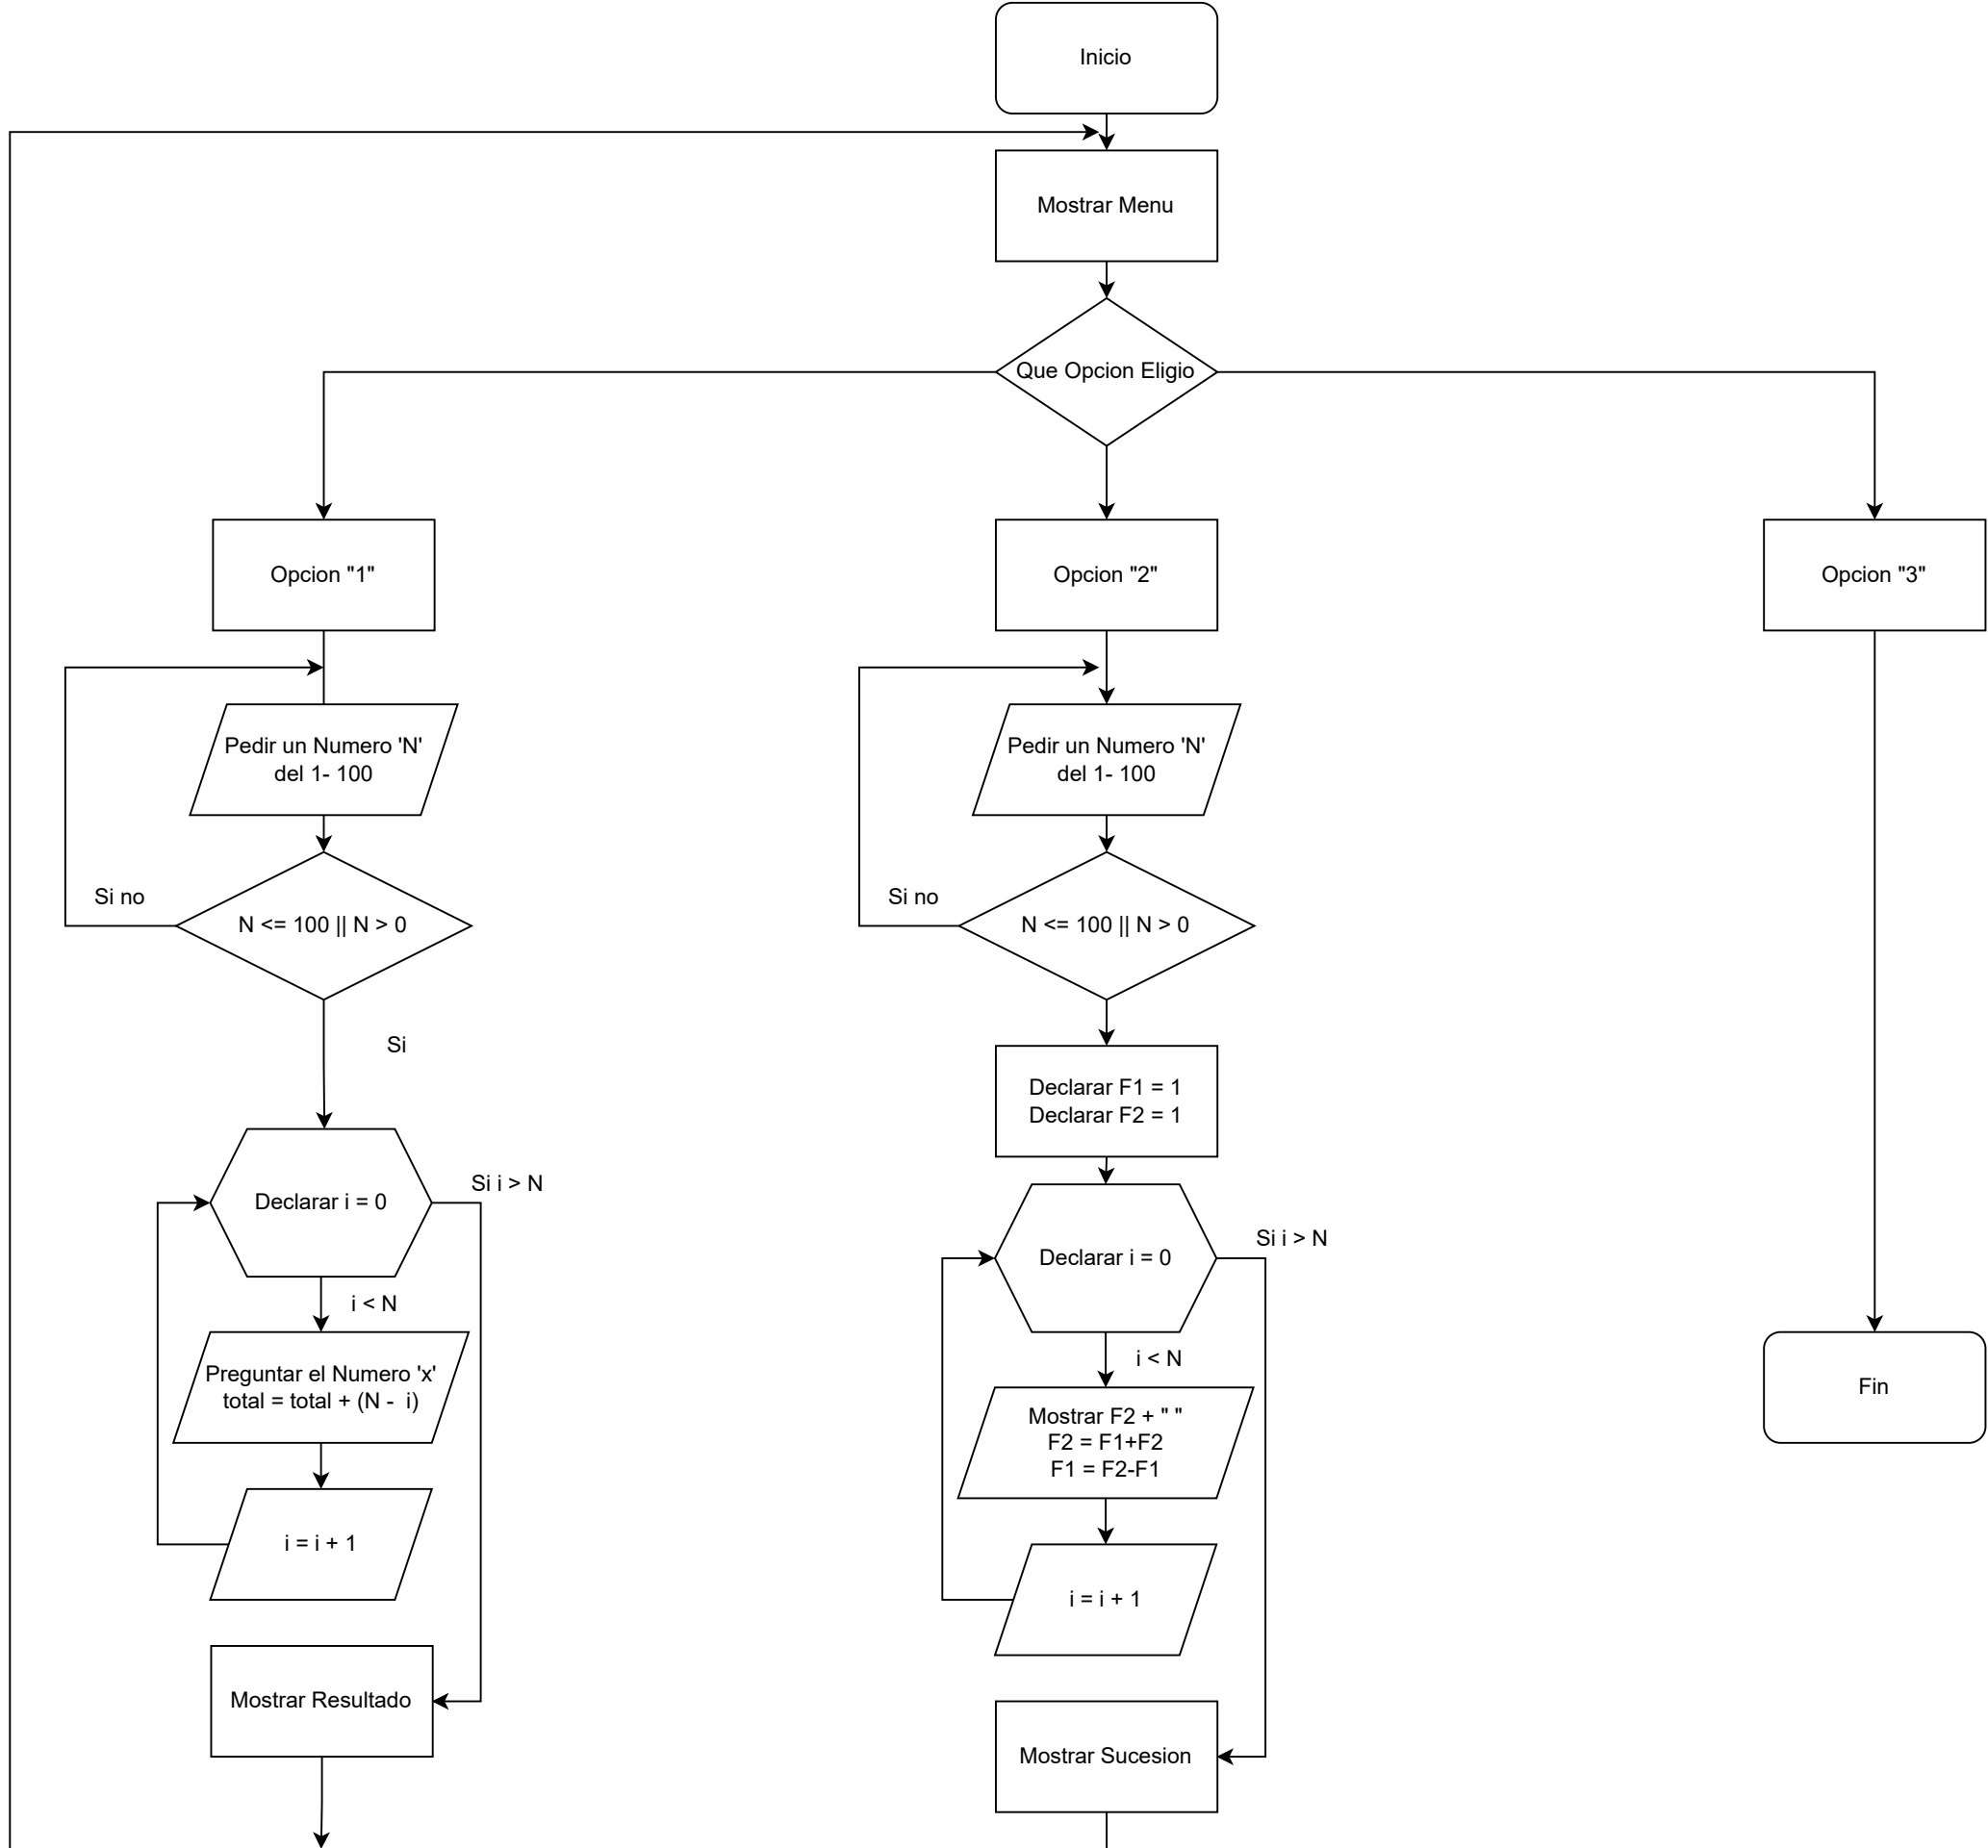 Inicio
Mostrar Menu
Que Opcion Eligio
Opcion "1"
Opcion "2"
Opcion "3"
Pedir un Numero 'N'
del 1- 100
Pedir un Numero 'N'
del 1- 100
Si no
N <= 100 || N > 0
Si no
N <= 100 || N > 0
Si
Declarar F1 = 1
Declarar F2 = 1
Si i > N
Declarar i = 0
Si i > N
Declarar i = 0
i < N
i < N
Preguntar el Numero 'x'
total = total + (N -  i)
Fin
Mostrar F2 + " "
F2 = F1+F2
F1 = F2-F1
i = i + 1
i = i + 1
Mostrar Resultado
Mostrar Sucesion